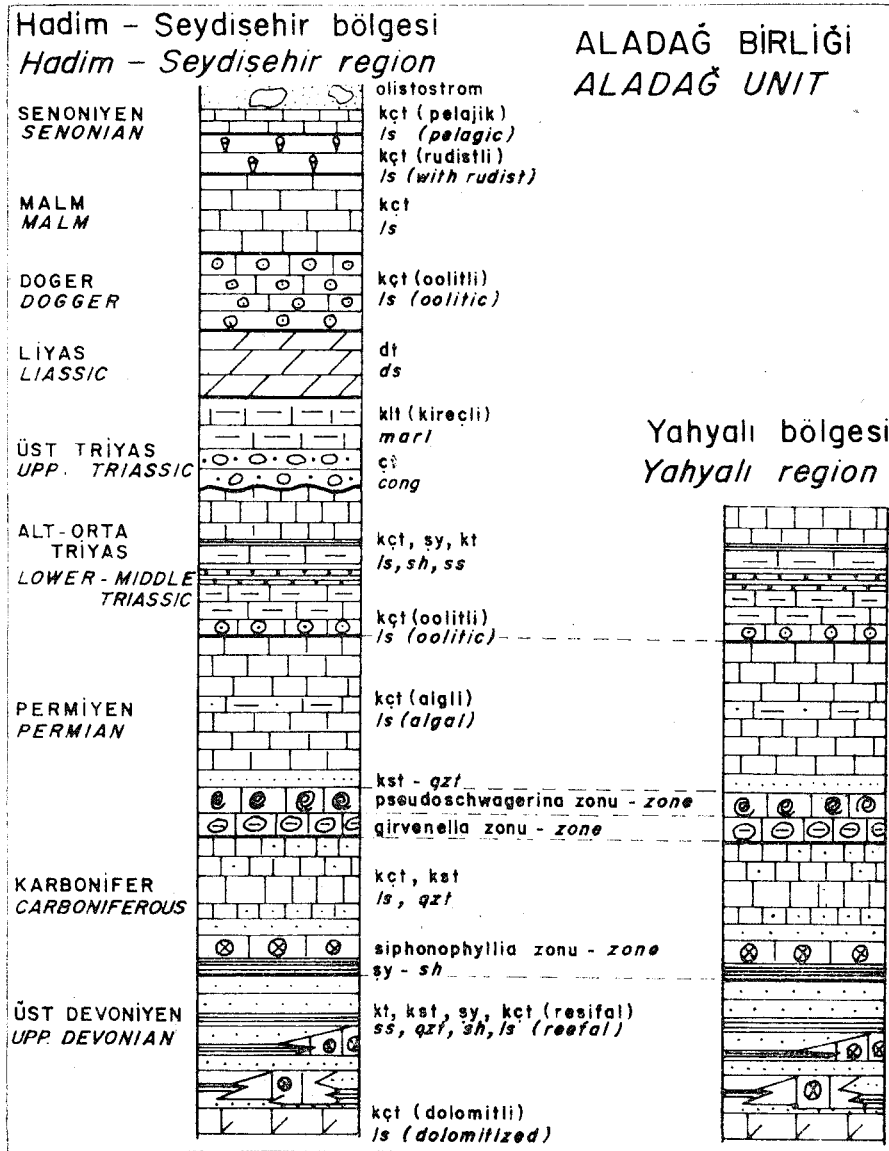 Hadim - Seydişehir bölgesi
Hadim - Seydişehir region
ALADAĞ BİRLİĞİ
ALADAĞ UNIT
olistostrom
SENONİYEN
SENONIAN
kçt (pelajik)
ls (pelagic)
kçt (rudistli)
ls (with rudist)
MALM
MALM
kçt
ls
DOGER
DOGGER
kçt (oolitli)
ls (oolitic)
LİYAS
LIASSIC
dt
ds
klt (kireçli)
marl
ÜST TRİYAS
UPP. TRIASSIC
çt
cong
Yahyalı bölgesi
Yahyalı region
ALT-ORTA
TRİYAS
LOWER-MIDDLE
TRIASSIC
kçt, şy, kt
ls, sh, ss
kçt (oolitli)
ls (oolitic)
PERMİYEN
PERMIAN
kçt (algli)
ls (algal)
kst - qzt
pseudoschwagerina zonu - zone
girvenella zonu - zone
KARBONİFER
CARBONIFEROUS
kçt, kst
ls, qzt
siphonophyllia zonu - zone
şy - sh
ÜST DEVONİYEN
UPP. DEVONIAN
kt, kst, şy, kçt (resifal)
ss, qzt, sh, ls (reefal)
kçt (dolomitli)
ls (dolomitized)